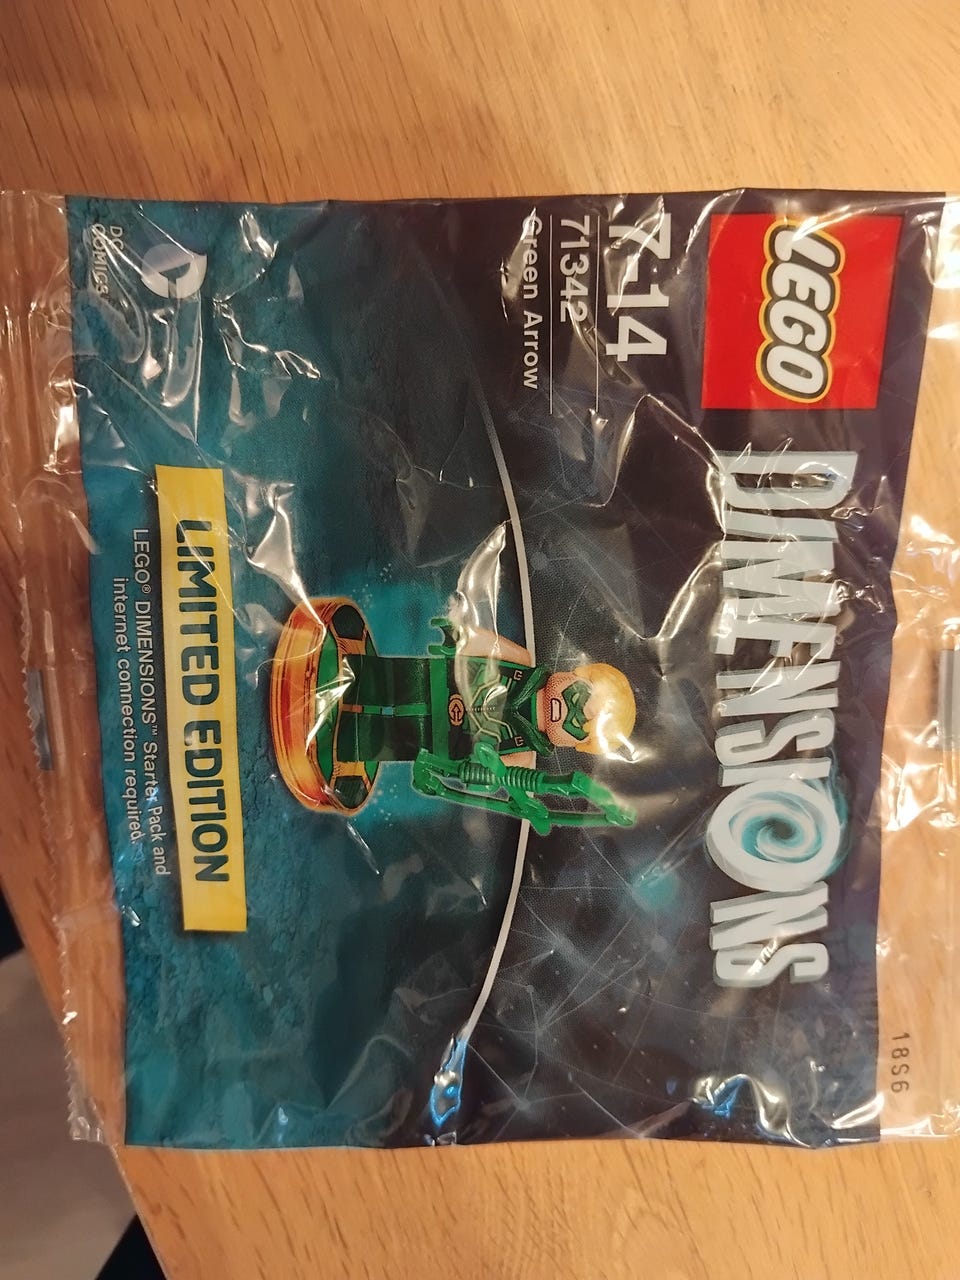 LEGO
DIMENSIONS
7-14
71342
Green Arrow
LIMITED EDITION
LEGO® DIMENSIONS™ Starter Pack and
internet connection required.
DC
COMICS
18S6